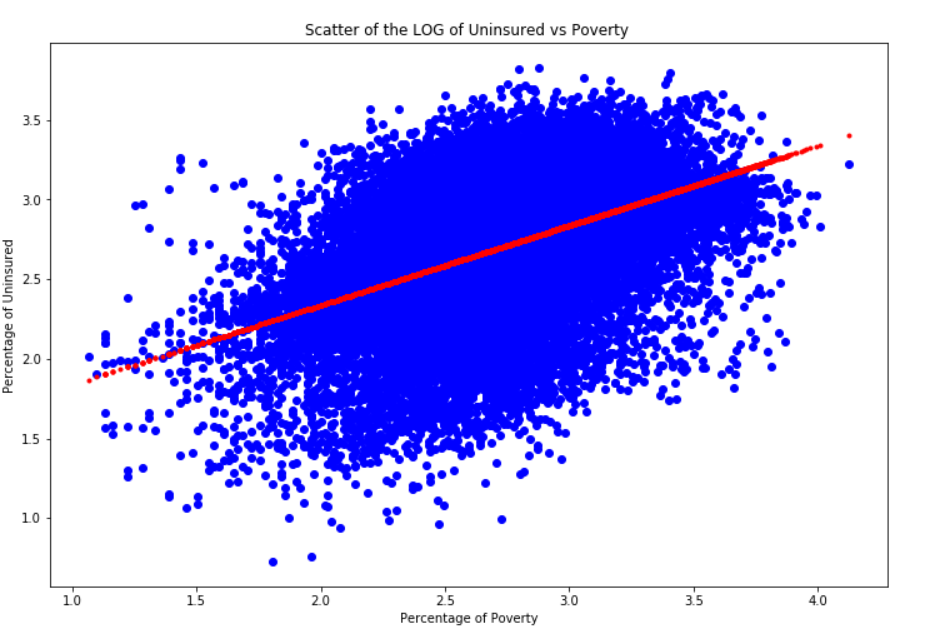 Scatter of the LOG of Uninsured vs Poverty
Percentage of Uninsured
3.5
3.0
2.5
2.0
1.5
1.0
1.0 1.5 2.0 2.5 3.0 3.5 4.0
Percentage of Poverty